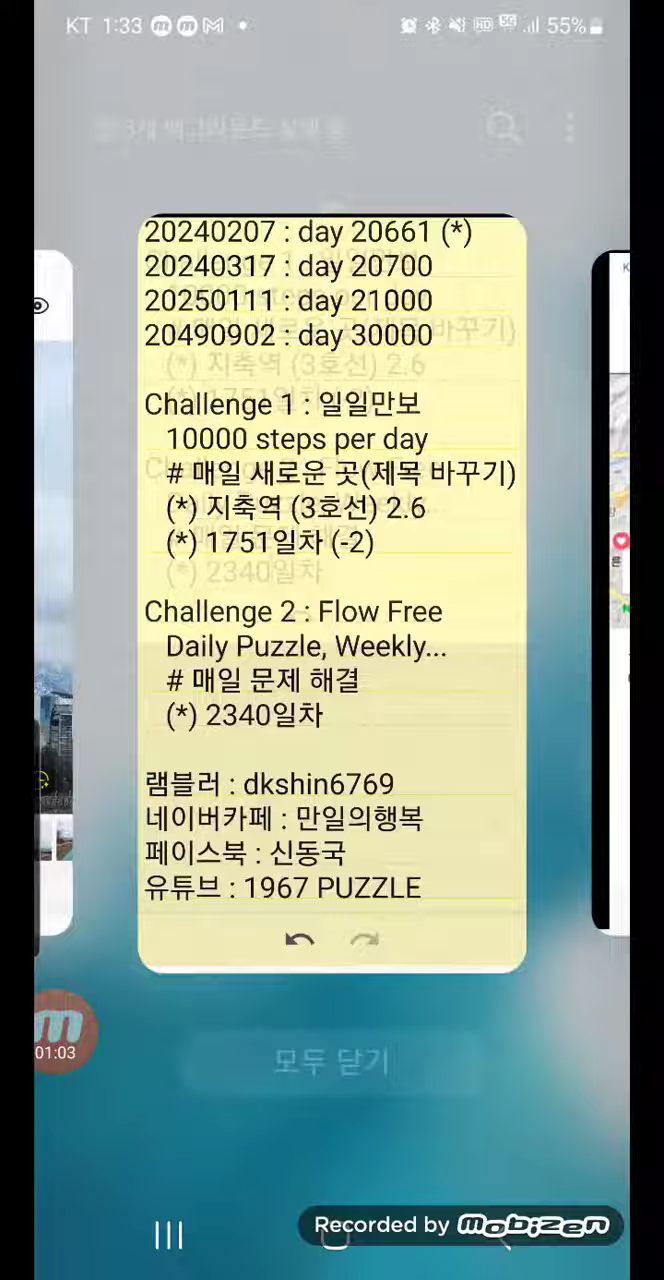 KT 1:33
HD 5G 55%
20240207 : day 20661 (*)
20240317 : day 20700
20250111 : day 21000
20490902 : day 30000
Challenge 1 : 일일만보
10000 steps per day
# 매일 새로운 곳(제목 바꾸기)
(*) 지축역 (3호선) 2.6
(*) 1751일차 (-2)
Challenge 2 : Flow Free
Daily Puzzle, Weekly...
# 매일 문제 해결
(*) 2340일차
램블러 : dkshin6769
네이버카페 : 만일의행복
페이스북 : 신동국
유튜브 : 1967 PUZZLE
m
01:03
모두 닫기
Recorded by mobizen